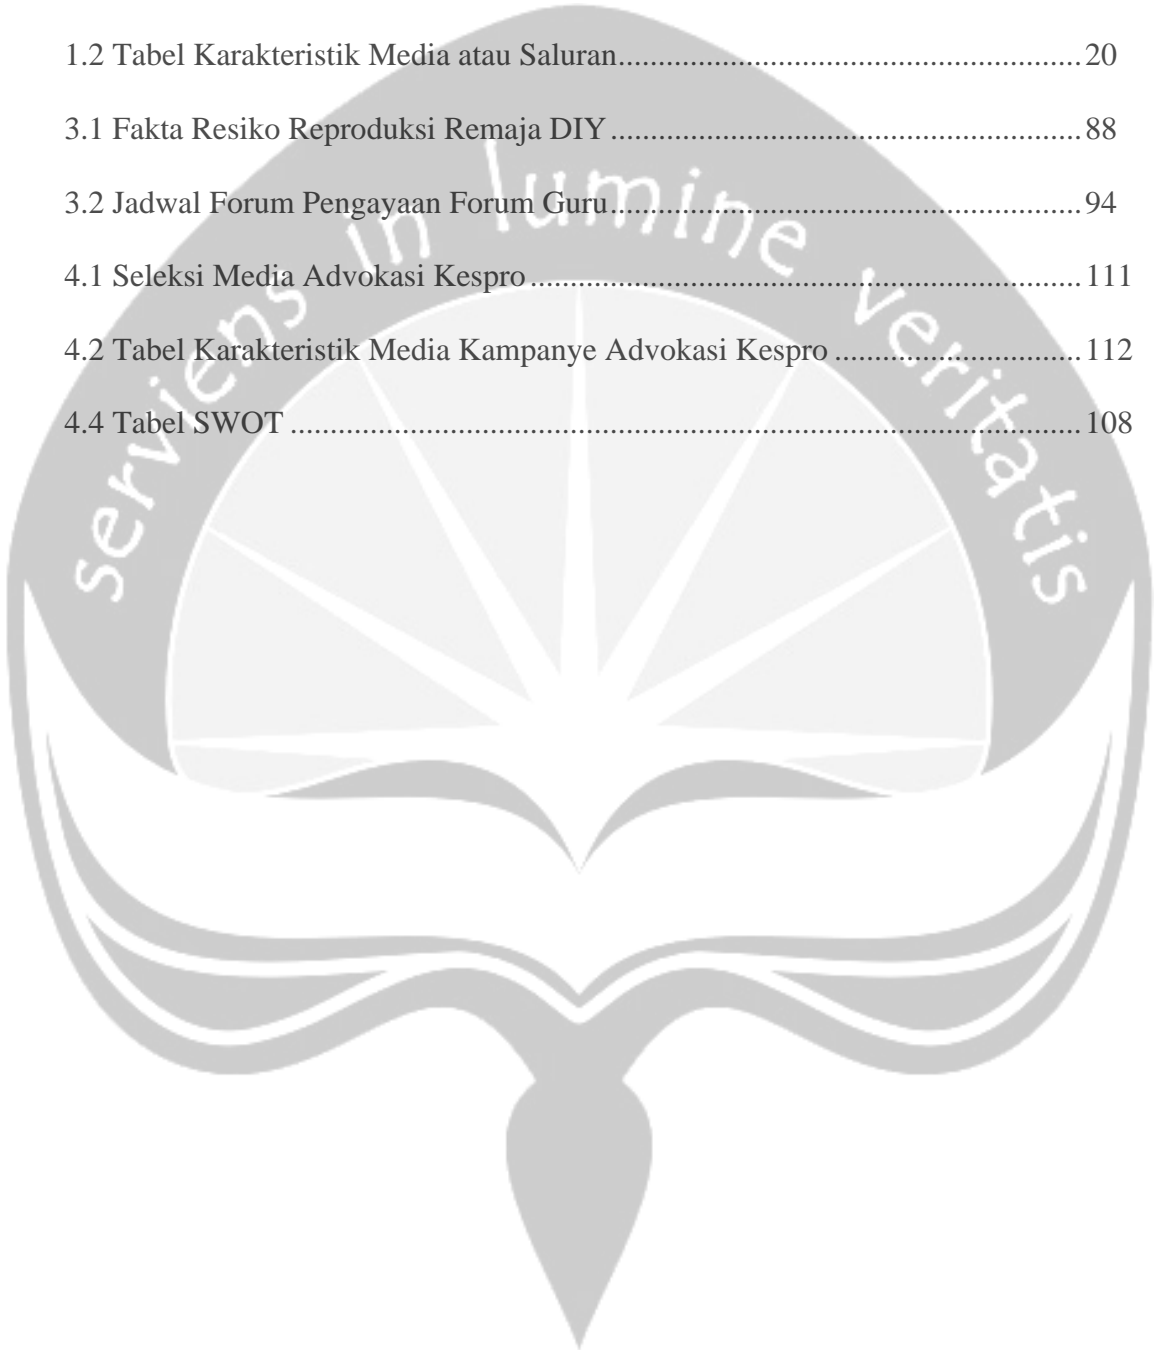 1.2 Tabel Karakteristik Media atau Saluran.......................................................... 20
3.1 Fakta Resiko Reproduksi Remaja DIY ........................................................... 88
3.2 Jadwal Forum Pengayaan Forum Guru........................................................... 94
4.1 Seleksi Media Advokasi Kespro..................................................................... 111
4.2 Tabel Karakteristik Media Kampanye Advokasi Kespro ............................... 112
4.4 Tabel SWOT ................................................................................................... 108
serviens in lumine veritatis